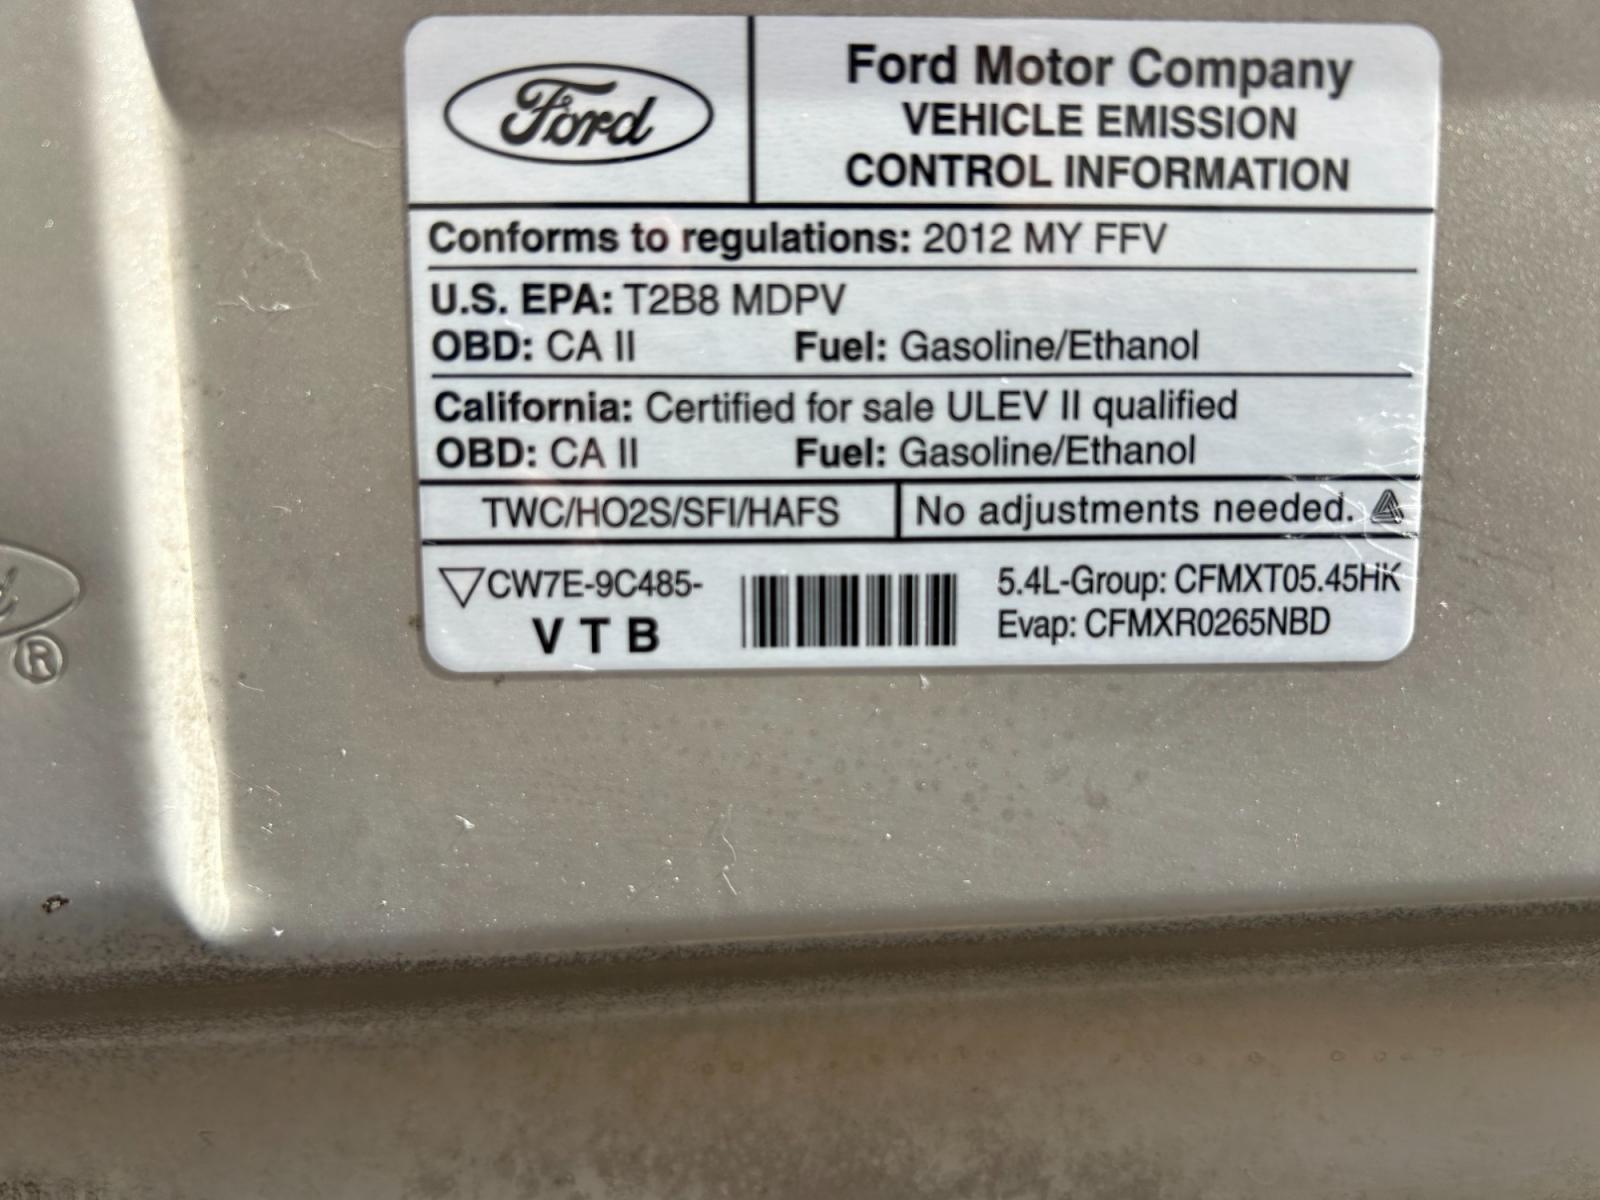 Ford
Ford Motor Company
VEHICLE EMISSION
CONTROL INFORMATION
Conforms to regulations: 2012 MY FFV
U.S. EPA: T2B8 MDPV
OBD: CA II Fuel: Gasoline/Ethanol
California: Certified for sale ULEV II qualified
OBD: CA II Fuel: Gasoline/Ethanol
TWC/HO2S/SFI/HAFS
No adjustments needed.
CW7E-9C485-
V T B
5.4L-Group: CFMXT05.45HK
Evap: CFMXR0265NBD
®